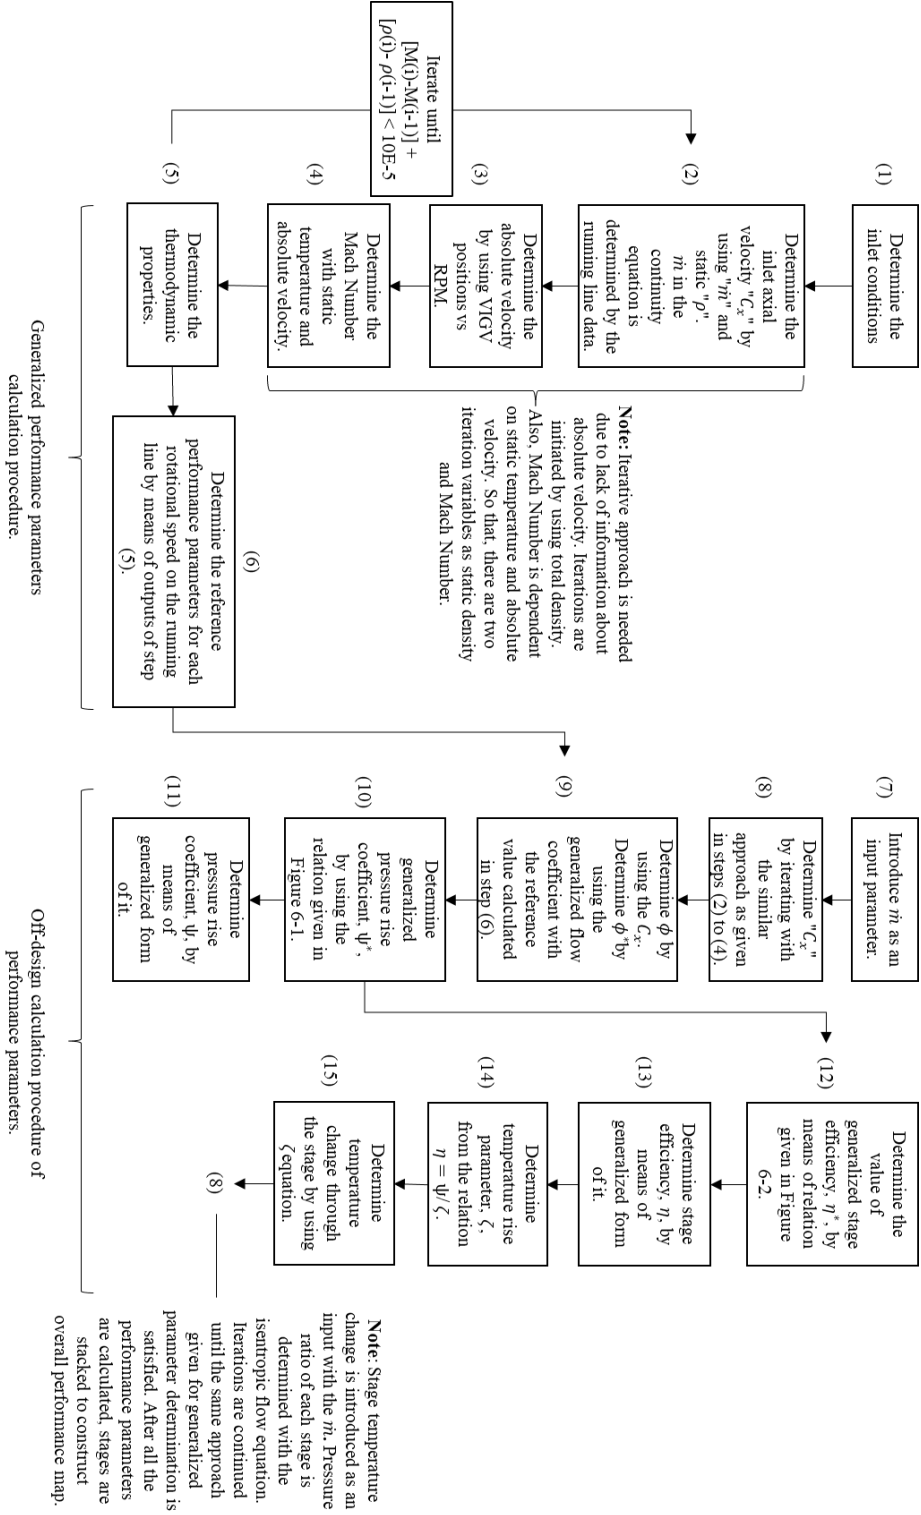 Iterate until
[M(i)-M(i-1)] +
[ρ(i)- ρ(i-1)] < 10E-5
(1)
Determine the
inlet conditions
(2)
Determine the
inlet axial
velocity "Cₓ" by
using "ṁ" and
static "ρ".
ṁ in the
continuity
equation is
determined by the
running line data.
(3)
Determine the
absolute velocity
by using VIGV
positions vs
RPM.
(4)
Determine the
Mach Number
with static
temperature and
absolute velocity.
(5)
Determine the
thermodynamic
properties.
Note: Iterative approach is needed
due to lack of information about
absolute velocity. Iterations are
initiated by using total density.
Also, Mach Number is dependent
on static temperature and absolute
velocity. So that, there are two
iteration variables as static density
and Mach Number.
(6)
Determine the reference
performance parameters for each
rotational speed on the running
line by means of outputs of step
(5).
Generalized performance parameters
calculation procedure.
(7)
Introduce ṁ as an
input parameter.
(8)
Determine "Cₓ"
by iterating with
the similar
approach as given
in steps (2) to (4).
(9)
Determine ϕ by
using the Cₓ.
Determine ϕ*by
using the
generalized flow
coefficient with
the reference
value calculated
in step (6).
(10)
Determine
generalized
pressure rise
coefficient, ψ*,
by using the
relation given in
Figure 6-1.
(11)
Determine
pressure rise
coefficient, ψ, by
means of
generalized form
of it.
(12)
Determine the
value of
generalized stage
efficiency, η*, by
means of relation
given in Figure
6-2.
(13)
Determine stage
efficiency, η, by
means of
generalized form
of it.
(14)
Determine
temperature rise
parameter, ζ,
from the relation
η = ψ/ζ.
(15)
Determine
temperature
change through
the stage by using
ζ equation.
(8)
Off-design calculation procedure of
performance parameters.
Note: Stage temperature
change is introduced as an
input with the ṁ. Pressure
ratio of each stage is
determined with the
isentropic flow equation.
Iterations are continued
until the same approach
given for generalized
parameter determination is
satisfied. After all the
performance parameters
are calculated, stages are
stacked to construct
overall performance map.